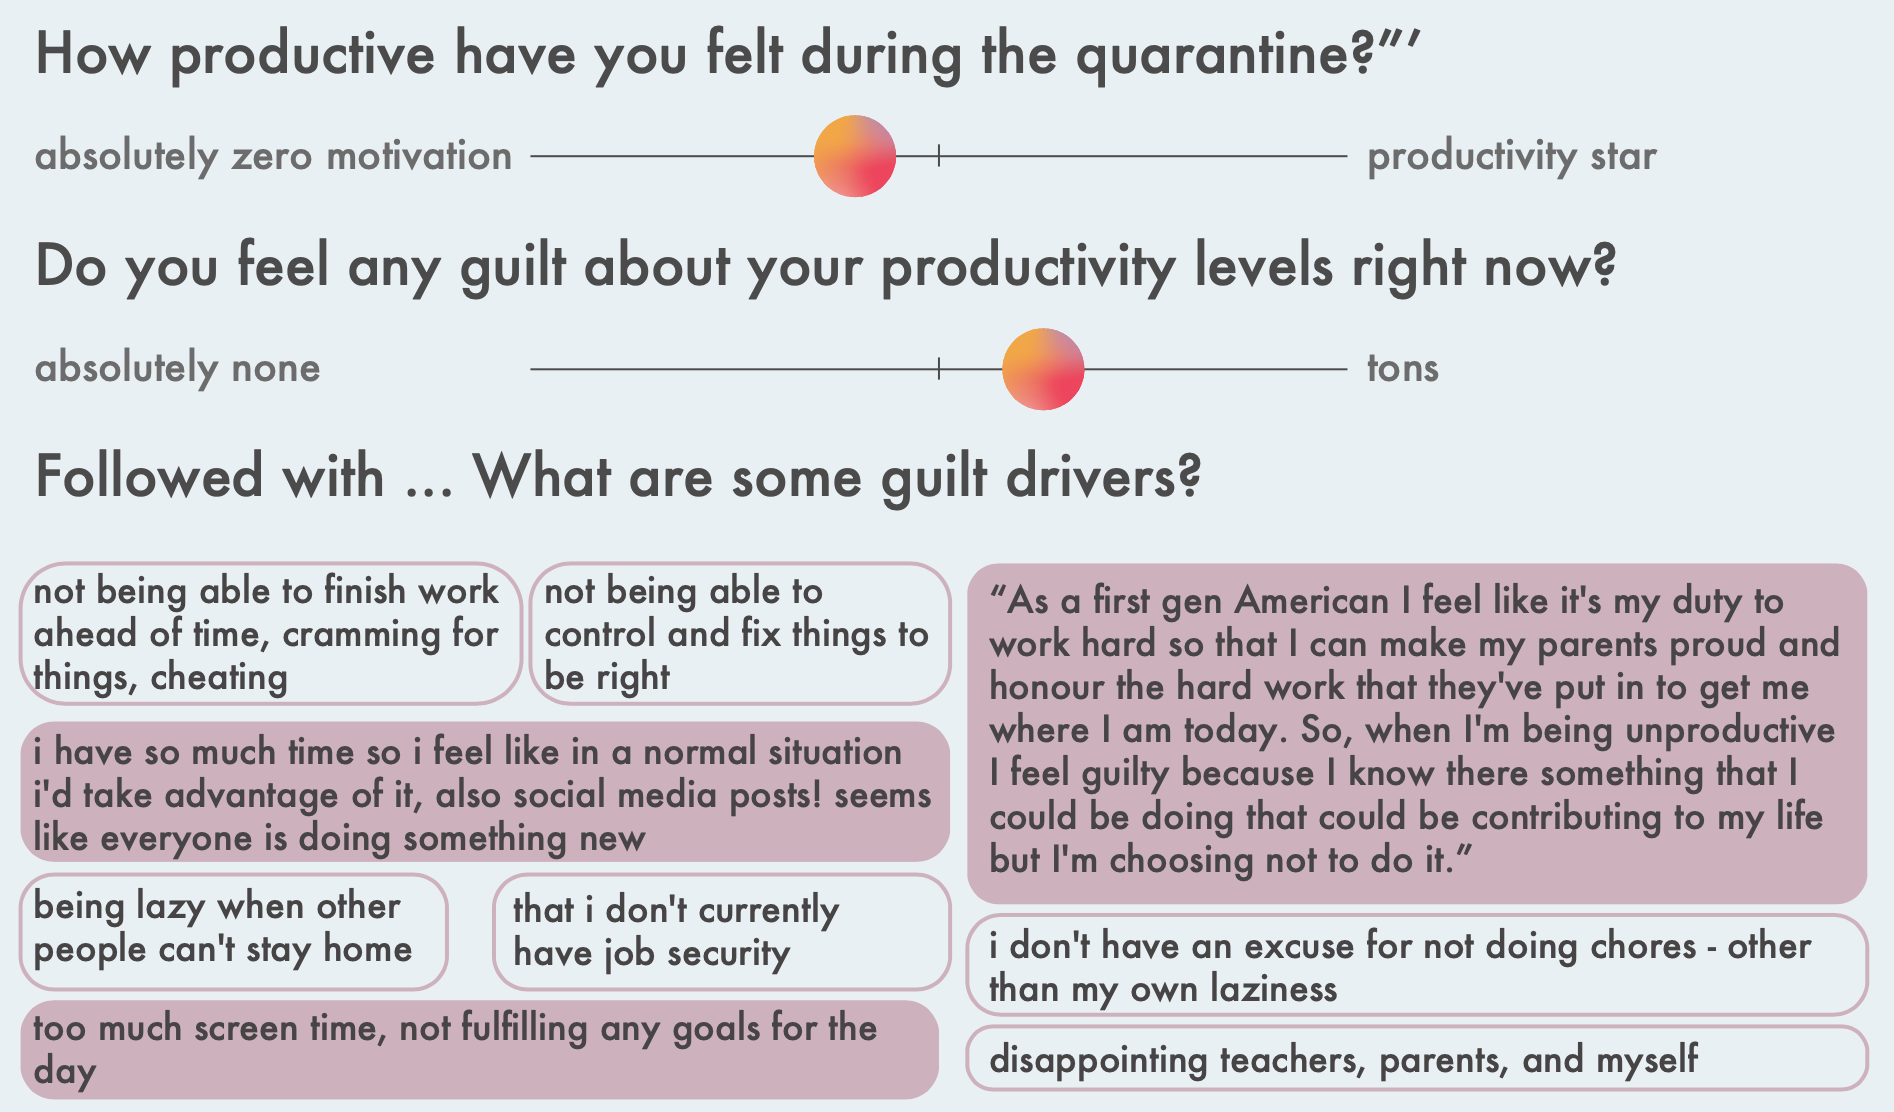 How productive have you felt during the quarantine?”’
absolutely zero motivation
productivity star
Do you feel any guilt about your productivity levels right now?
absolutely none
tons
Followed with ... What are some guilt drivers?
not being able to finish work
ahead of time, cramming for
things, cheating
not being able to
control and fix things to
be right
i have so much time so i feel like in a normal situation
i'd take advantage of it, also social media posts! seems
like everyone is doing something new
being lazy when other
people can't stay home
that i don't currently
have job security
too much screen time, not fulfilling any goals for the
day
“As a first gen American I feel like it's my duty to
work hard so that I can make my parents proud and
honour the hard work that they've put in to get me
where I am today. So, when I'm being unproductive
I feel guilty because I know there something that I
could be doing that could be contributing to my life
but I'm choosing not to do it.”
i don't have an excuse for not doing chores - other
than my own laziness
disappointing teachers, parents, and myself